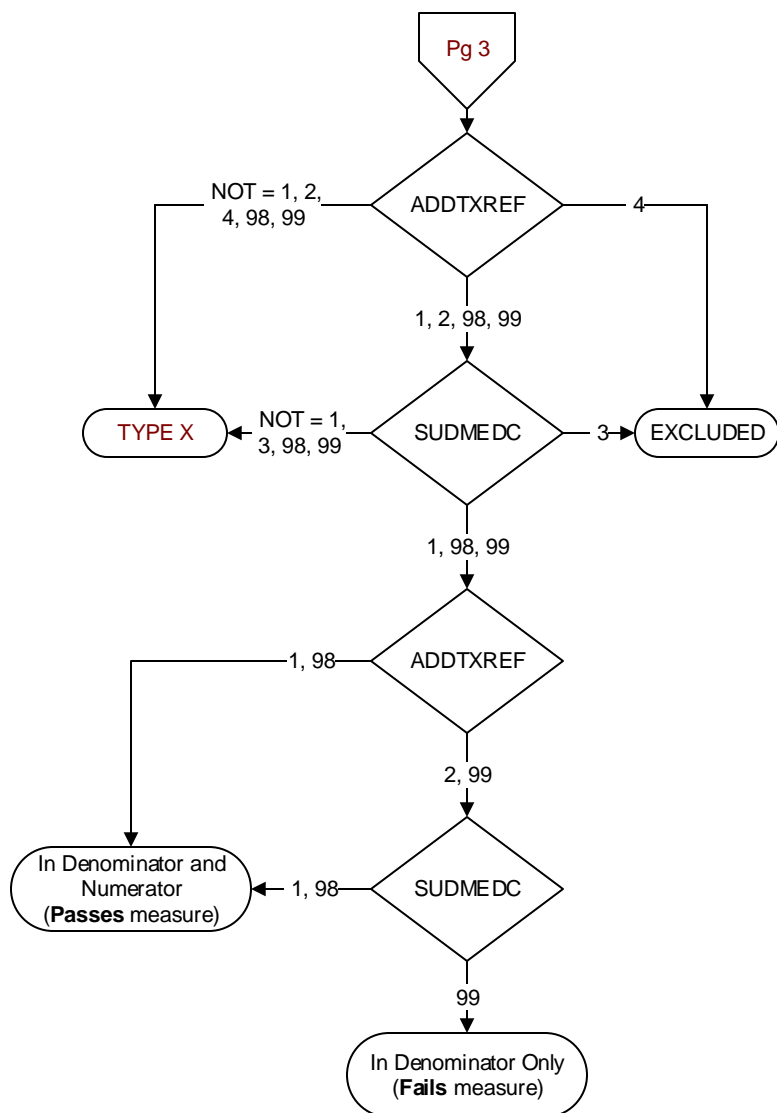 Pg 3
ADDTXREF
NOT = 1, 2,
4, 98, 99
4
1, 2, 98, 99
TYPE X
NOT = 1,
3, 98, 99
SUDMEDC
3
EXCLUDED
1, 98, 99
ADDTXREF
1, 98
2, 99
In Denominator and
Numerator
(Passes measure)
1, 98
SUDMEDC
99
In Denominator Only
(Fails measure)